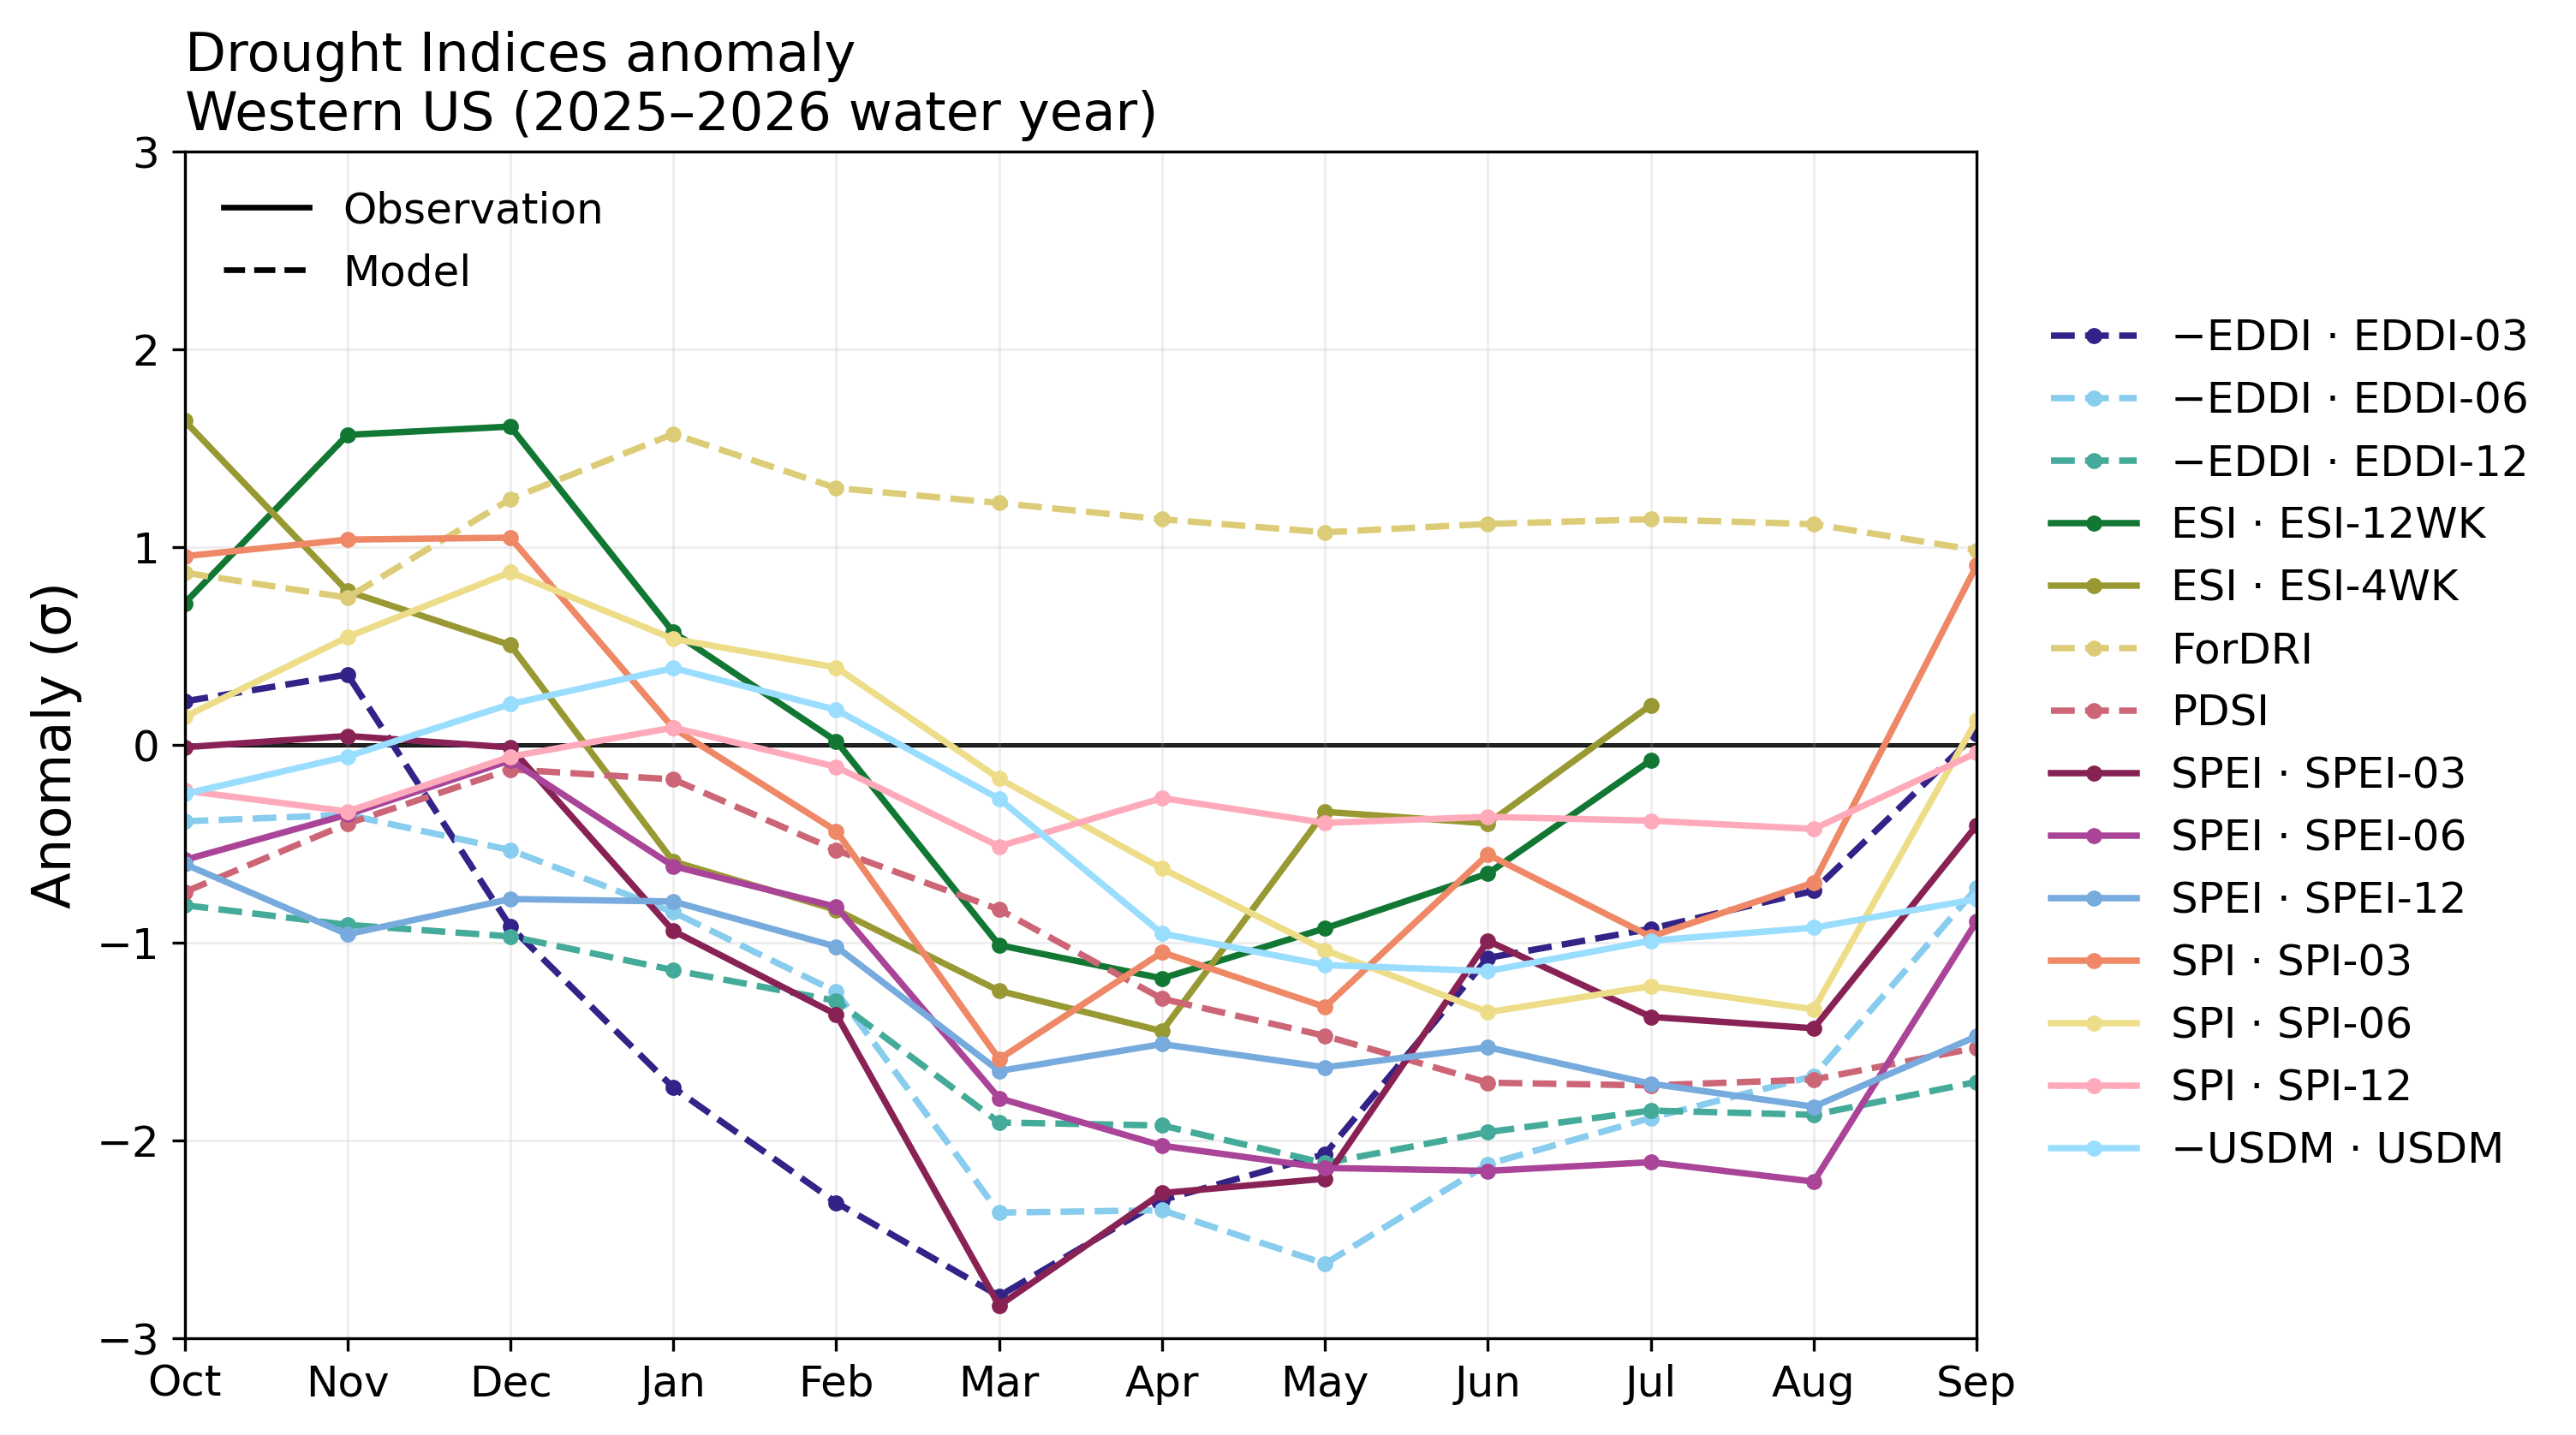 Drought Indices anomaly
Western US (2025–2026 water year)
Observation
Model
Anomaly (σ)
3
2
1
0
−1
−2
−3
Oct Nov Dec Jan Feb Mar Apr May Jun Jul Aug Sep
−EDDI · EDDI-03
−EDDI · EDDI-06
−EDDI · EDDI-12
ESI · ESI-12WK
ESI · ESI-4WK
ForDRI
PDSI
SPEI · SPEI-03
SPEI · SPEI-06
SPEI · SPEI-12
SPI · SPI-03
SPI · SPI-06
SPI · SPI-12
−USDM · USDM